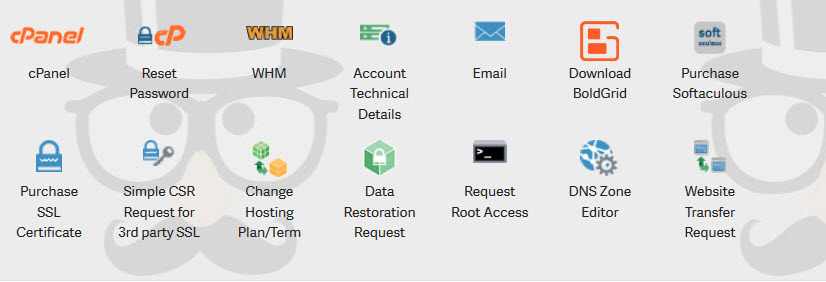 cPanel
cP
WHM
soft
aculous
cPanel
Reset
Password
WHM
Account
Technical
Details
Email
Download
BoldGrid
Purchase
Softaculous
>_
Purchase
SSL
Certificate
Simple CSR
Request for
3rd party SSL
Change
Hosting
Plan/Term
Data
Restoration
Request
Request
Root Access
DNS Zone
Editor
Website
Transfer
Request